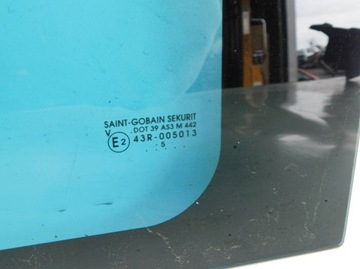 SAINT-GOBAIN SEKURIT
V DOT 39 AS3 M 442
E2 43R-005013
5